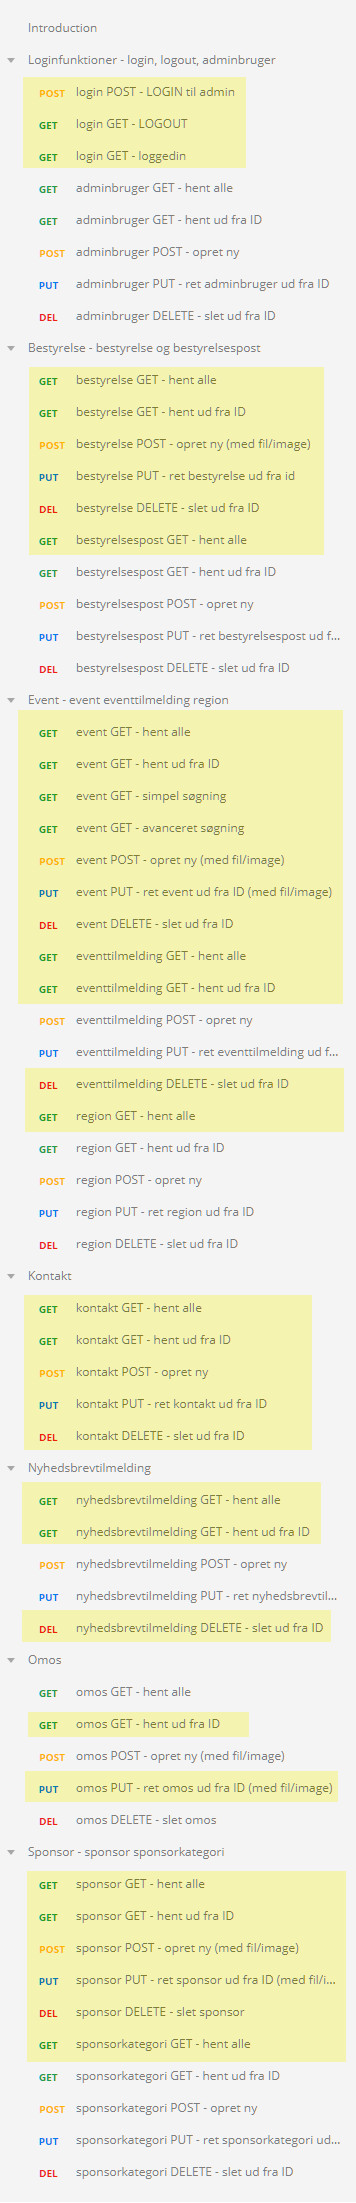 Introduction
Loginfunktioner - login, logout, adminbruger
POST login POST - LOGIN til admin
GET login GET - LOGOUT
GET login GET - loggedin
GET adminbruger GET - hent alle
GET adminbruger GET - hent ud fra ID
POST adminbruger POST - opret ny
PUT adminbruger PUT - ret adminbruger ud fra ID
DEL adminbruger DELETE - slet ud fra ID
Bestyrelse - bestyrelse og bestyrelsespost
GET bestyrelse GET - hent alle
GET bestyrelse GET - hent ud fra ID
POST bestyrelse POST - opret ny (med fil/image)
PUT bestyrelse PUT - ret bestyrelse ud fra id
DEL bestyrelse DELETE - slet ud fra ID
GET bestyrelsespost GET - hent alle
GET bestyrelsespost GET - hent ud fra ID
POST bestyrelsespost POST - opret ny
PUT bestyrelsespost PUT - ret bestyrelsespost ud f...
DEL bestyrelsespost DELETE - slet ud fra ID
Event - event eventtilmelding region
GET event GET - hent alle
GET event GET - hent ud fra ID
GET event GET - simpel søgning
GET event GET - avanceret søgning
POST event POST - opret ny (med fil/image)
PUT event PUT - ret event ud fra ID (med fil/image)
DEL event DELETE - slet ud fra ID
GET eventtilmelding GET - hent alle
GET eventtilmelding GET - hent ud fra ID
POST eventtilmelding POST - opret ny
PUT eventtilmelding PUT - ret eventtilmelding ud f...
DEL eventtilmelding DELETE - slet ud fra ID
GET region GET - hent alle
GET region GET - hent ud fra ID
POST region POST - opret ny
PUT region PUT - ret region ud fra ID
DEL region DELETE - slet ud fra ID
Kontakt
GET kontakt GET - hent alle
GET kontakt GET - hent ud fra ID
POST kontakt POST - opret ny
PUT kontakt PUT - ret kontakt ud fra ID
DEL kontakt DELETE - slet ud fra ID
Nyhedsbrevtilmelding
GET nyhedsbrevtilmelding GET - hent alle
GET nyhedsbrevtilmelding GET - hent ud fra ID
POST nyhedsbrevtilmelding POST - opret ny
PUT nyhedsbrevtilmelding PUT - ret nyhedsbrevtil...
DEL nyhedsbrevtilmelding DELETE - slet ud fra ID
Omos
GET omos GET - hent alle
GET omos GET - hent ud fra ID
POST omos POST - opret ny (med fil/image)
PUT omos PUT - ret omos ud fra ID (med fil/image)
DEL omos DELETE - slet omos
Sponsor - sponsor sponsorkategori
GET sponsor GET - hent alle
GET sponsor GET - hent ud fra ID
POST sponsor POST - opret ny (med fil/image)
PUT sponsor PUT - ret sponsor ud fra ID (med fil/i...
DEL sponsor DELETE - slet sponsor
GET sponsorkategori GET - hent alle
GET sponsorkategori GET - hent ud fra ID
POST sponsorkategori POST - opret ny
PUT sponsorkategori PUT - ret sponsorkategori ud...
DEL sponsorkategori DELETE - slet ud fra ID